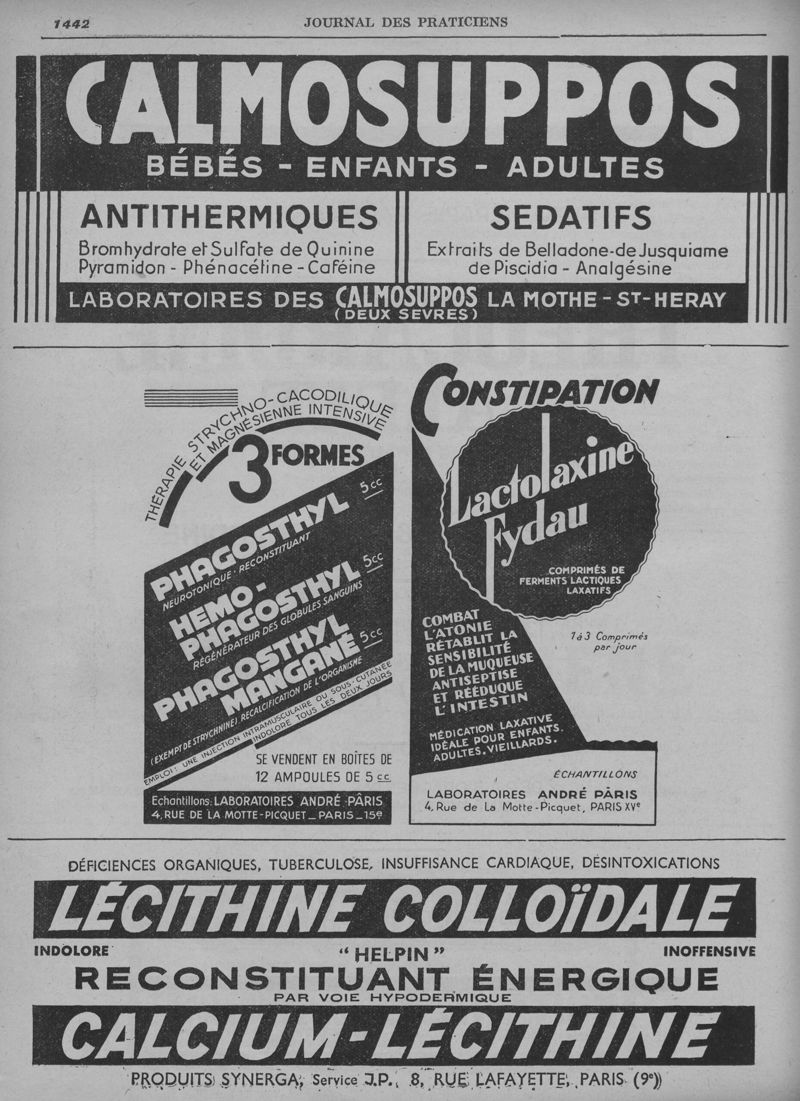 1442
JOURNAL DES PRATICIENS
CALMOSUPPOS
BÉBÉS - ENFANTS - ADULTES
ANTITHERMIQUES
Bromhydrate et Sulfate de Quinine
Pyramidon - Phénacétine - Caféine
SEDATIFS
Extraits de Belladone-de Jusquiame
de Piscidia - Analgésine
LABORATOIRES DES CALMOSUPPOS LA MOTHE - ST-HERAY
(DEUX SEVRES)
THÉRAPIE STRYCHNO-CACODILIQUE
ET MAGNÉSIENNE INTENSIVE
3 FORMES
PHAGOSTHYL 5cc
NEUROTONIQUE - RECONSTITUANT
HEMO-
PHAGOSTHYL 5cc
RÉGÉNÉRATEUR DES GLOBULES SANGUINS
PHAGOSTHYL
MANGANÉ 5cc
(EXEMPT DE STRYCHNINE) RECALCIFICATION DE L'ORGANISME
EMPLOI : UNE INJECTION INTRAMUSCULAIRE OU SOUS-CUTANÉE
INDOLORE TOUS LES DEUX JOURS
SE VENDENT EN BOÎTES DE
12 AMPOULES DE 5 cc.
Echantillons: LABORATOIRES ANDRÉ PÂRIS
4, RUE DE LA MOTTE-PICQUET _ PARIS _ 15e
CONSTIPATION
Lactolaxine
Fydau
COMPRIMÉS DE
FERMENTS LACTIQUES
LAXATIFS
1 à 3 Comprimés
par jour
COMBAT
L'ATONIE
RÉTABLIT LA
SENSIBILITÉ
DE LA MUQUEUSE
ANTISEPTISE
ET RÉÉDUQUE
L'INTESTIN
MÉDICATION LAXATIVE
IDÉALE POUR ENFANTS.
ADULTES. VIEILLARDS.
ÉCHANTILLONS
LABORATOIRES ANDRÉ PÂRIS
4, Rue de La Motte-Picquet, PARIS XVe
DÉFICIENCES ORGANIQUES, TUBERCULOSE, INSUFFISANCE CARDIAQUE, DÉSINTOXICATIONS
LÉCITHINE COLLOÏDALE
INDOLORE "HELPIN" INOFFENSIVE
RECONSTITUANT ÉNERGIQUE
PAR VOIE HYPODERMIQUE
CALCIUM-LÉCITHINE
PRODUITS SYNERGA, Service J.P., 8, RUE LAFAYETTE, PARIS (9e)